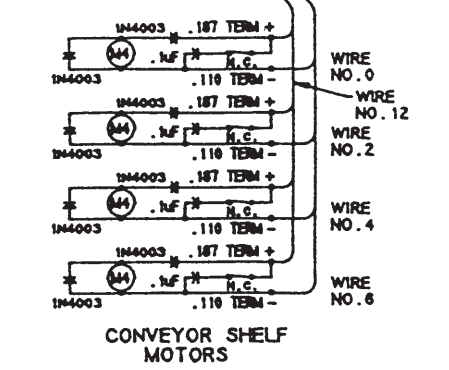 1N4003 .187 TERM +
M4 .1uF N.C.
1N4003 .110 TERM -
WIRE
NO.0
WIRE
NO.12
1N4003 .187 TERM +
M4 .1uF N.C.
1N4003 .110 TERM -
WIRE
NO.2
1N4003 .187 TERM +
M4 .1uF N.C.
1N4003 .110 TERM -
WIRE
NO.4
1N4003 .187 TERM +
M4 .1uF N.C.
1N4003 .110 TERM -
WIRE
NO.6
CONVEYOR SHELF
MOTORS